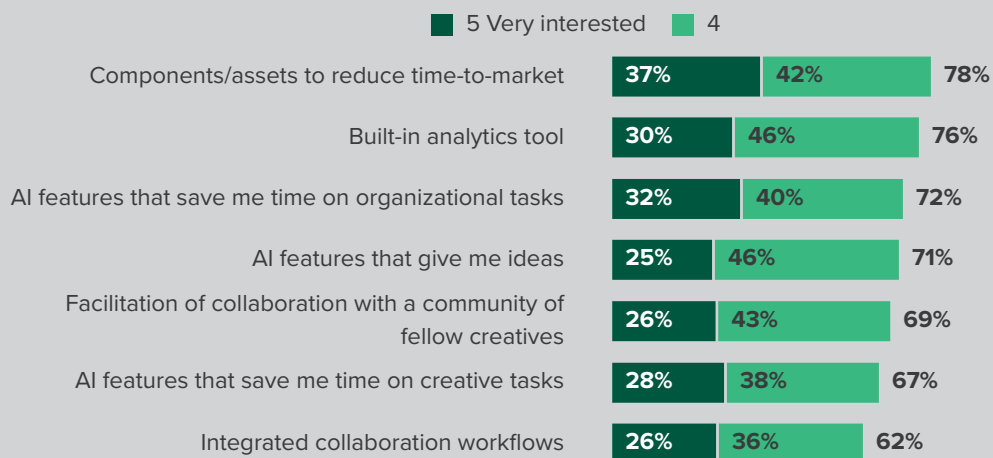 5 Very interested 4
Components/assets to reduce time-to-market 37% 42% 78%
Built-in analytics tool 30% 46% 76%
AI features that save me time on organizational tasks 32% 40% 72%
AI features that give me ideas 25% 46% 71%
Facilitation of collaboration with a community of
fellow creatives 26% 43% 69%
AI features that save me time on creative tasks 28% 38% 67%
Integrated collaboration workflows 26% 36% 62%